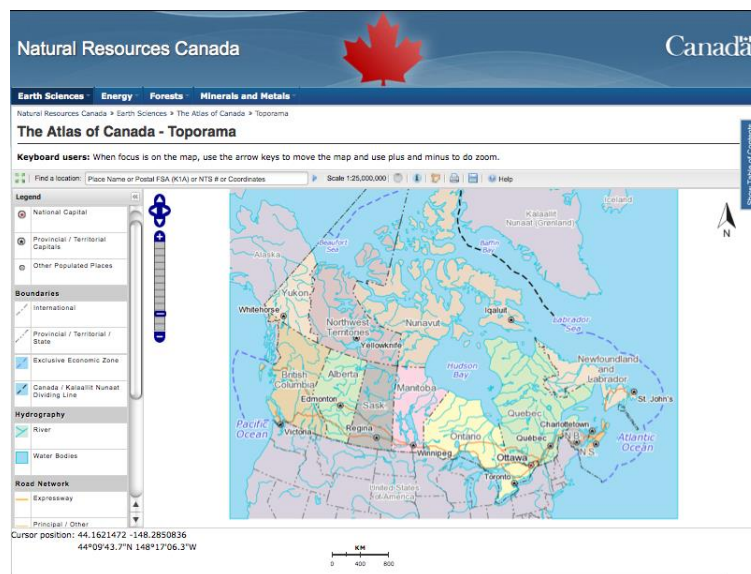 Natural Resources Canada
Canada
Earth Sciences Energy Forests Minerals and Metals
Natural Resources Canada > Earth Sciences > The Atlas of Canada > Toporama
The Atlas of Canada - Toporama
Show Table of Contents
Keyboard users: When focus is on the map, use the arrow keys to move the map and use plus and minus to do zoom.
Find a location: Place Name or Postal FSA (K1A) or NTS # or Coordinates Scale 1:25,000,000 Help
Legend
National Capital
Provincial / Territorial
Capitals
Other Populated Places
Boundaries
International
Provincial / Territorial /
State
Exclusive Economic Zone
Canada / Kalaallit Nunaat
Dividing Line
Hydrography
River
Water Bodies
Road Network
Expressway
Principal / Other
Iceland
Kalaallit
Nunaat (Grønland)
N
Beaufort
Sea
Baffin
Bay
Alaska
Yukon
Whitehorse
Northwest
Territories
Nunavut
Iqaluit
Labrador
Sea
Yellowknife
British
Columbia
Alberta
Hudson
Bay
Newfoundland
and
Labrador
Manitoba
Edmonton
Sask.
St. John's
Quebec
Pacific
Ocean
Victoria
Regina
Charlottetown
Ontario
Québec
N.B.
Atlantic
Ocean
Winnipeg
N.S.
Ottawa
Toronto
United States
of America
Cursor position: 44.1621472 -148.2850836
44°09'43.7"N 148°17'06.3"W
KM
0 400 800